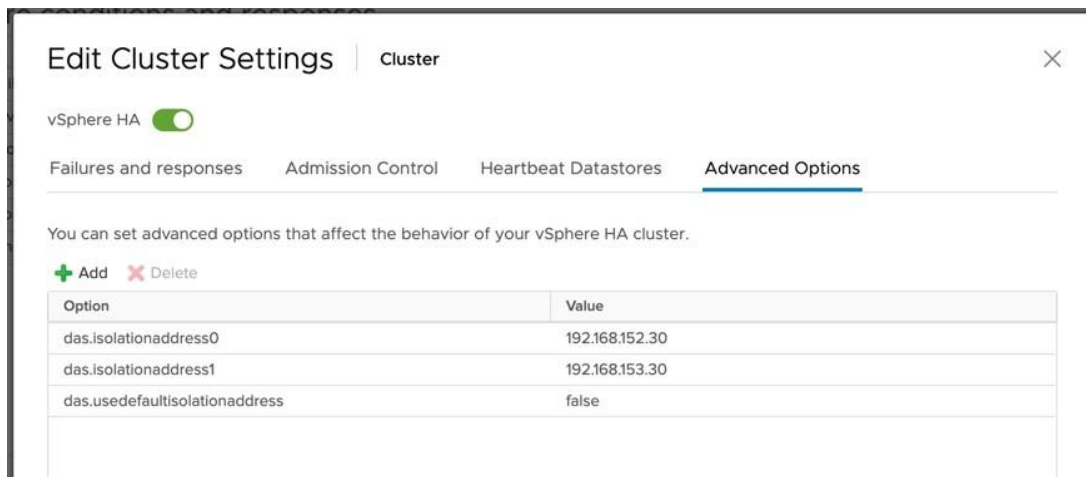 Edit Cluster Settings Cluster
vSphere HA
Failures and responses Admission Control Heartbeat Datastores Advanced Options
You can set advanced options that affect the behavior of your vSphere HA cluster.
Add Delete
Option Value
das.isolationaddress0 192.168.152.30
das.isolationaddress1 192.168.153.30
das.usedefaultisolationaddress false